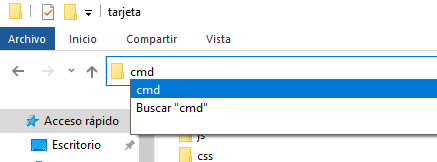 tarjeta
Archivo Inicio Compartir Vista
cmd
cmd
Buscar "cmd"
Acceso rápido
Escritorio
js
css